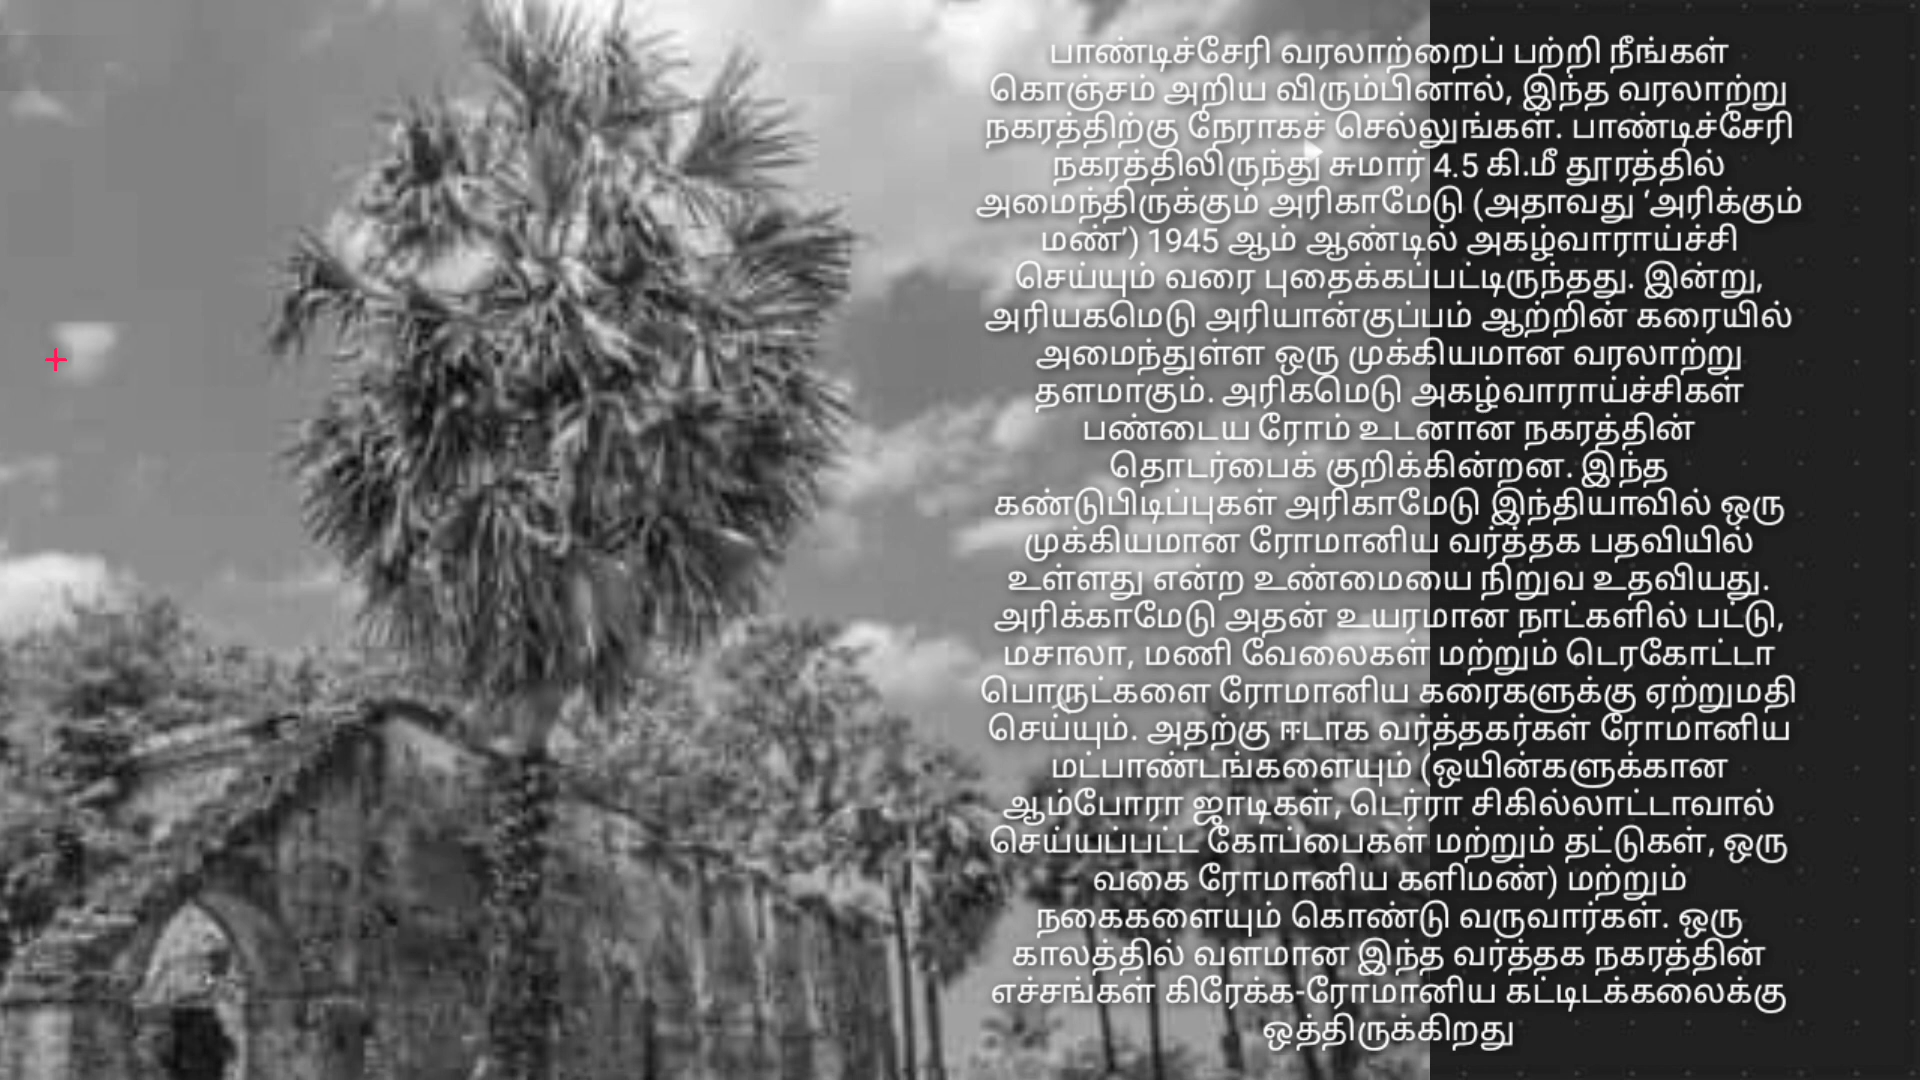 பாண்டிச்சேரி வரலாற்றைப் பற்றி நீங்கள்
கொஞ்சம் அறிய விரும்பினால், இந்த வரலாற்று
நகரத்திற்கு நேராகச் செல்லுங்கள். பாண்டிச்சேரி
நகரத்திலிருந்து சுமார் 4.5 கி.மீ தூரத்தில்
அமைந்திருக்கும் அரிகாமேடு (அதாவது ‘அரிக்கும்
மண்’) 1945 ஆம் ஆண்டில் அகழ்வாராய்ச்சி
செய்யும் வரை புதைக்கப்பட்டிருந்தது. இன்று,
அரியகமெடு அரியான்குப்பம் ஆற்றின் கரையில்
அமைந்துள்ள ஒரு முக்கியமான வரலாற்று
தளமாகும். அரிகமெடு அகழ்வாராய்ச்சிகள்
பண்டைய ரோம் உடனான நகரத்தின்
தொடர்பைக் குறிக்கின்றன. இந்த
கண்டுபிடிப்புகள் அரிகாமேடு இந்தியாவில் ஒரு
முக்கியமான ரோமானிய வர்த்தக பதவியில்
உள்ளது என்ற உண்மையை நிறுவ உதவியது.
அரிக்காமேடு அதன் உயரமான நாட்களில் பட்டு,
மசாலா, மணி வேலைகள் மற்றும் டெரகோட்டா
பொருட்களை ரோமானிய கரைகளுக்கு ஏற்றுமதி
செய்யும். அதற்கு ஈடாக வர்த்தகர்கள் ரோமானிய
மட்பாண்டங்களையும் (ஒயின்களுக்கான
ஆம்போரா ஜாடிகள், டெர்ரா சிகில்லாட்டாவால்
செய்யப்பட்ட கோப்பைகள் மற்றும் தட்டுகள், ஒரு
வகை ரோமானிய களிமண்) மற்றும்
நகைகளையும் கொண்டு வருவார்கள். ஒரு
காலத்தில் வளமான இந்த வர்த்தக நகரத்தின்
எச்சங்கள் கிரேக்க-ரோமானிய கட்டிடக்கலைக்கு
ஒத்திருக்கிறது